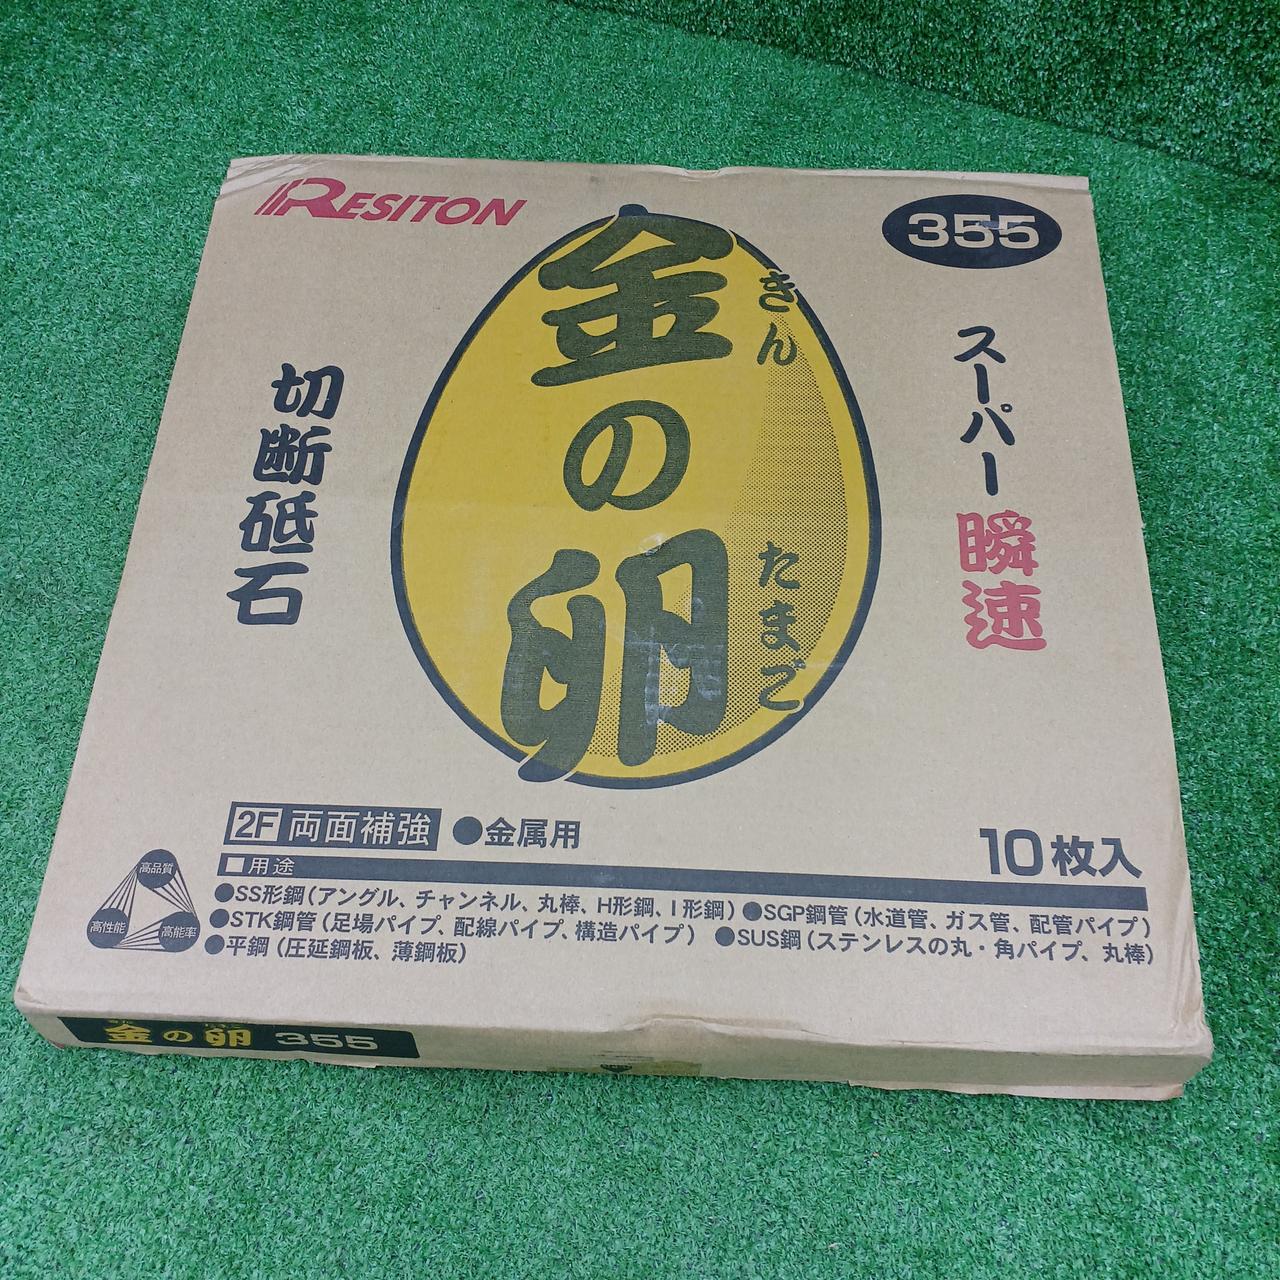 RESITON
355
金の卵
きん
たまご
スーパー瞬速
切断砥石
2F 両面補強 ●金属用
10枚入
□用途
●SS形鋼(アングル、チャンネル、丸棒、H形鋼、I形鋼) ●SGP鋼管(水道管、ガス管、配管パイプ)
●STK鋼管(足場パイプ、配線パイプ、構造パイプ) ●SUS鋼(ステンレスの丸・角パイプ、丸棒)
●平鋼(圧延鋼板、薄鋼板)
高品質
高性能
高能率
金の卵 355